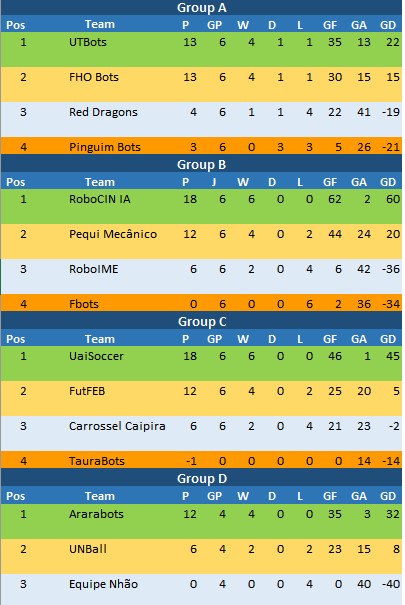 Group A
Pos Team P GP W D L GF GA GD
1 UTBots 13 6 4 1 1 35 13 22
2 FHO Bots 13 6 4 1 1 30 15 15
3 Red Dragons 4 6 1 1 4 22 41 -19
4 Pinguim Bots 3 6 0 3 3 5 26 -21
Group B
Pos Team P J W D L GF GA GD
1 RoboCIN IA 18 6 6 0 0 62 2 60
2 Pequi Mecânico 12 6 4 0 2 44 24 20
3 RoboIME 6 6 2 0 4 6 42 -36
4 Fbots 0 6 0 0 6 2 36 -34
Group C
Pos Team P GP W D L GF GA GD
1 UaiSoccer 18 6 6 0 0 46 1 45
2 FutFEB 12 6 4 0 2 25 20 5
3 Carrossel Caipira 6 6 2 0 4 21 23 -2
4 TauraBots -1 0 0 0 0 0 14 -14
Group D
Pos Team P GP W D L GF GA GD
1 Ararabots 12 4 4 0 0 35 3 32
2 UNBall 6 4 2 0 2 23 15 8
3 Equipe Nhão 0 4 0 0 4 0 40 -40